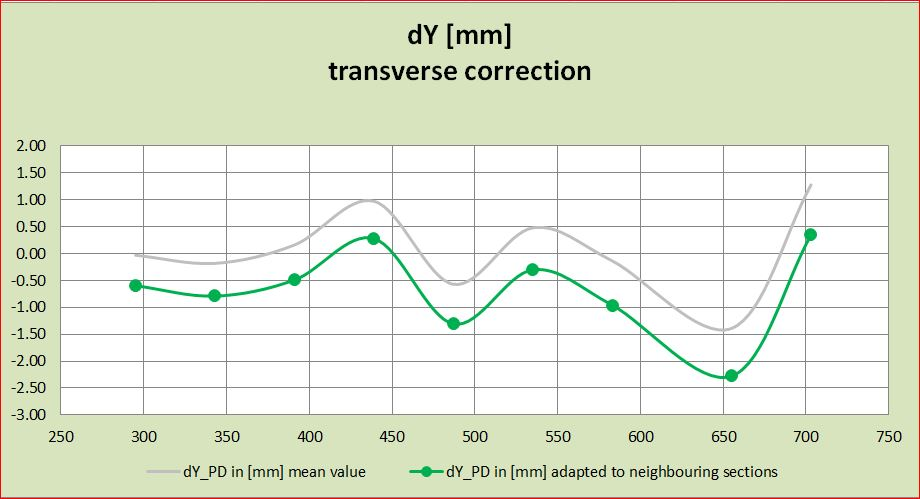 dY [mm]
transverse correction
2.00
1.50
1.00
0.50
0.00
-0.50
-1.00
-1.50
-2.00
-2.50
-3.00
250 300 350 400 450 500 550 600 650 700 750
dY_PD in [mm] mean value dY_PD in [mm] adapted to neighbouring sections